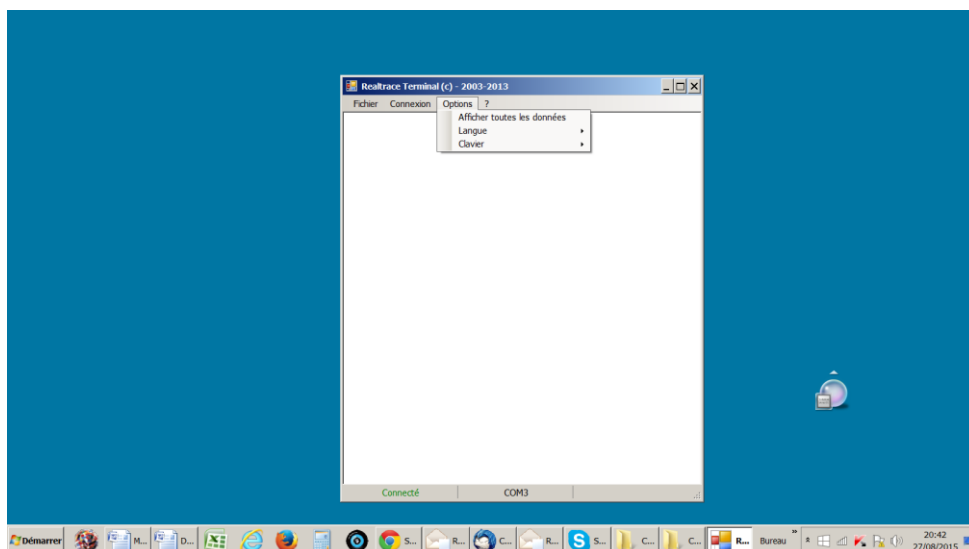 Realtrace Terminal (c) - 2003-2013
Fichier Connexion Options ?
Afficher toutes les données
Langue
Clavier
Connecté COM3
Démarrer M... D... S... R... C... R... S... C... C... R... Bureau » 20:42
27/08/2015